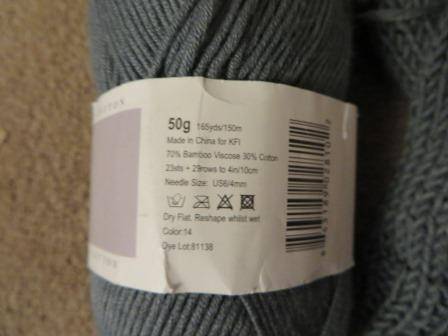 50g 165yds/150m
Made in China for KFI
70% Bamboo Viscose 30% Cotton
23sts + 29rows to 4in/10cm
Needle Size: US6/4mm
Dry Flat. Reshape whilst wet
Color:14
Dye Lot:81138